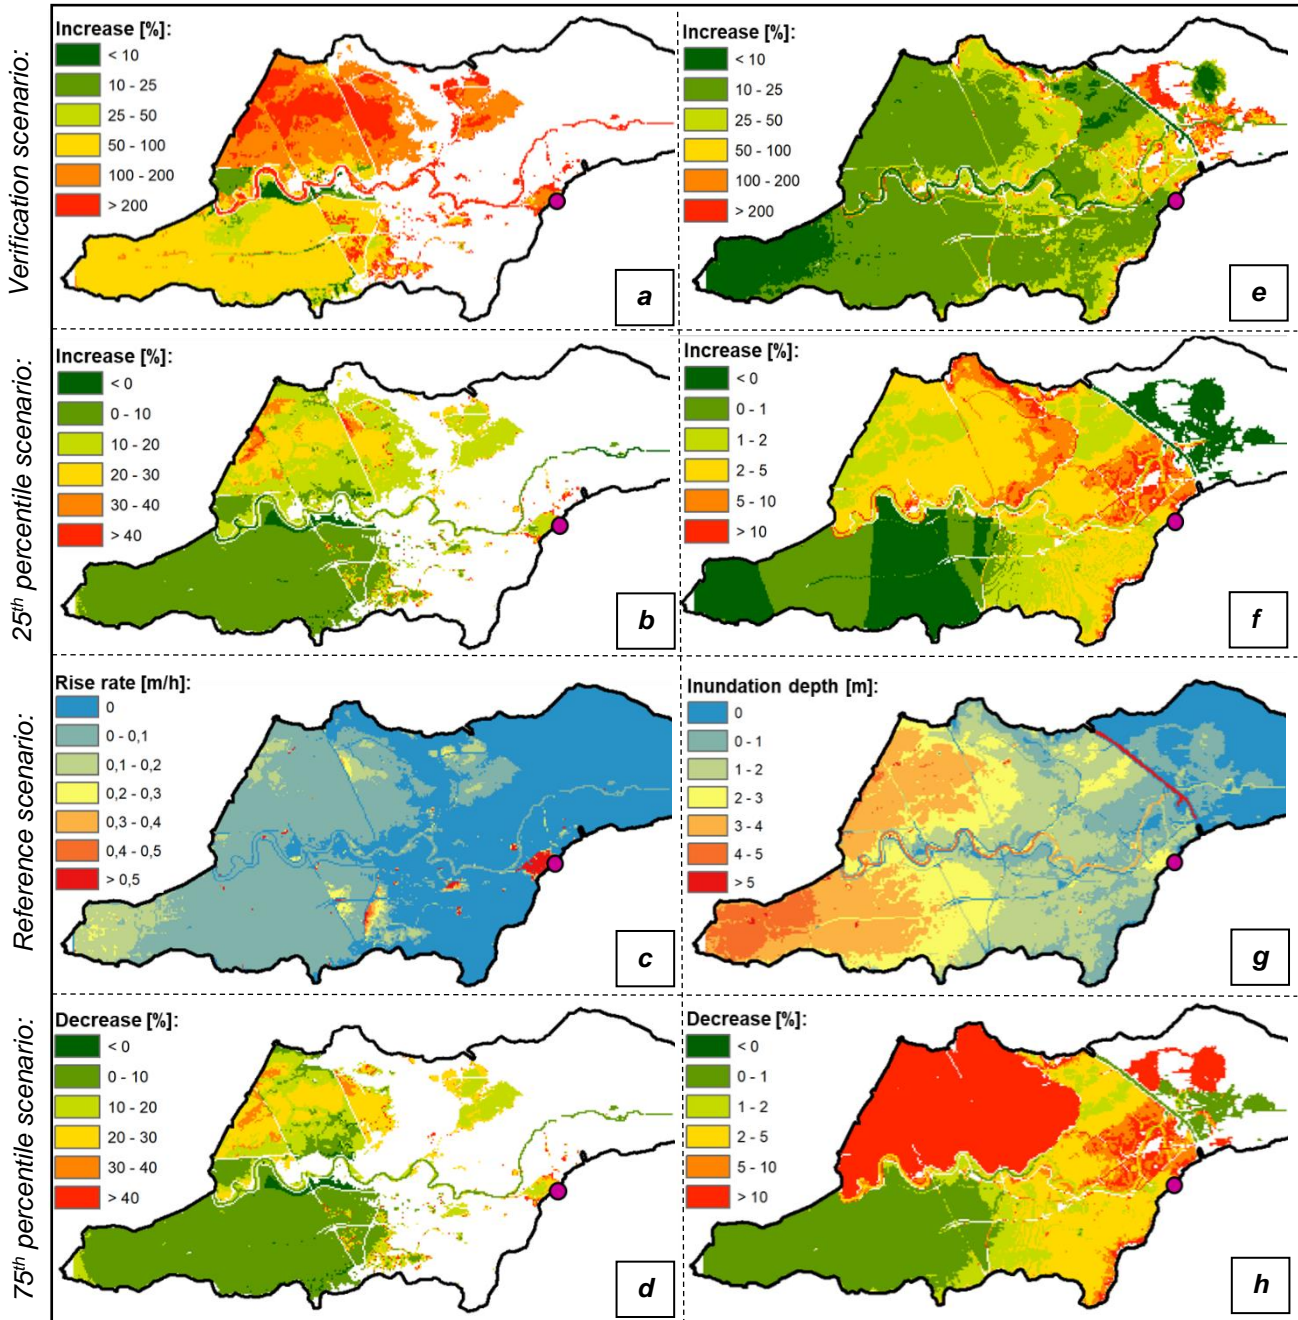 Verification scenario:
Increase [%]:
< 10
10 - 25
25 - 50
50 - 100
100 - 200
> 200
a
Increase [%]:
< 10
10 - 25
25 - 50
50 - 100
100 - 200
> 200
e
25th percentile scenario:
Increase [%]:
< 0
0 - 10
10 - 20
20 - 30
30 - 40
> 40
b
Increase [%]:
< 0
0 - 1
1 - 2
2 - 5
5 - 10
> 10
f
Reference scenario:
Rise rate [m/h]:
0
0 - 0,1
0,1 - 0,2
0,2 - 0,3
0,3 - 0,4
0,4 - 0,5
> 0,5
c
Inundation depth [m]:
0
0 - 1
1 - 2
2 - 3
3 - 4
4 - 5
> 5
g
75th percentile scenario:
Decrease [%]:
< 0
0 - 10
10 - 20
20 - 30
30 - 40
> 40
d
Decrease [%]:
< 0
0 - 1
1 - 2
2 - 5
5 - 10
> 10
h